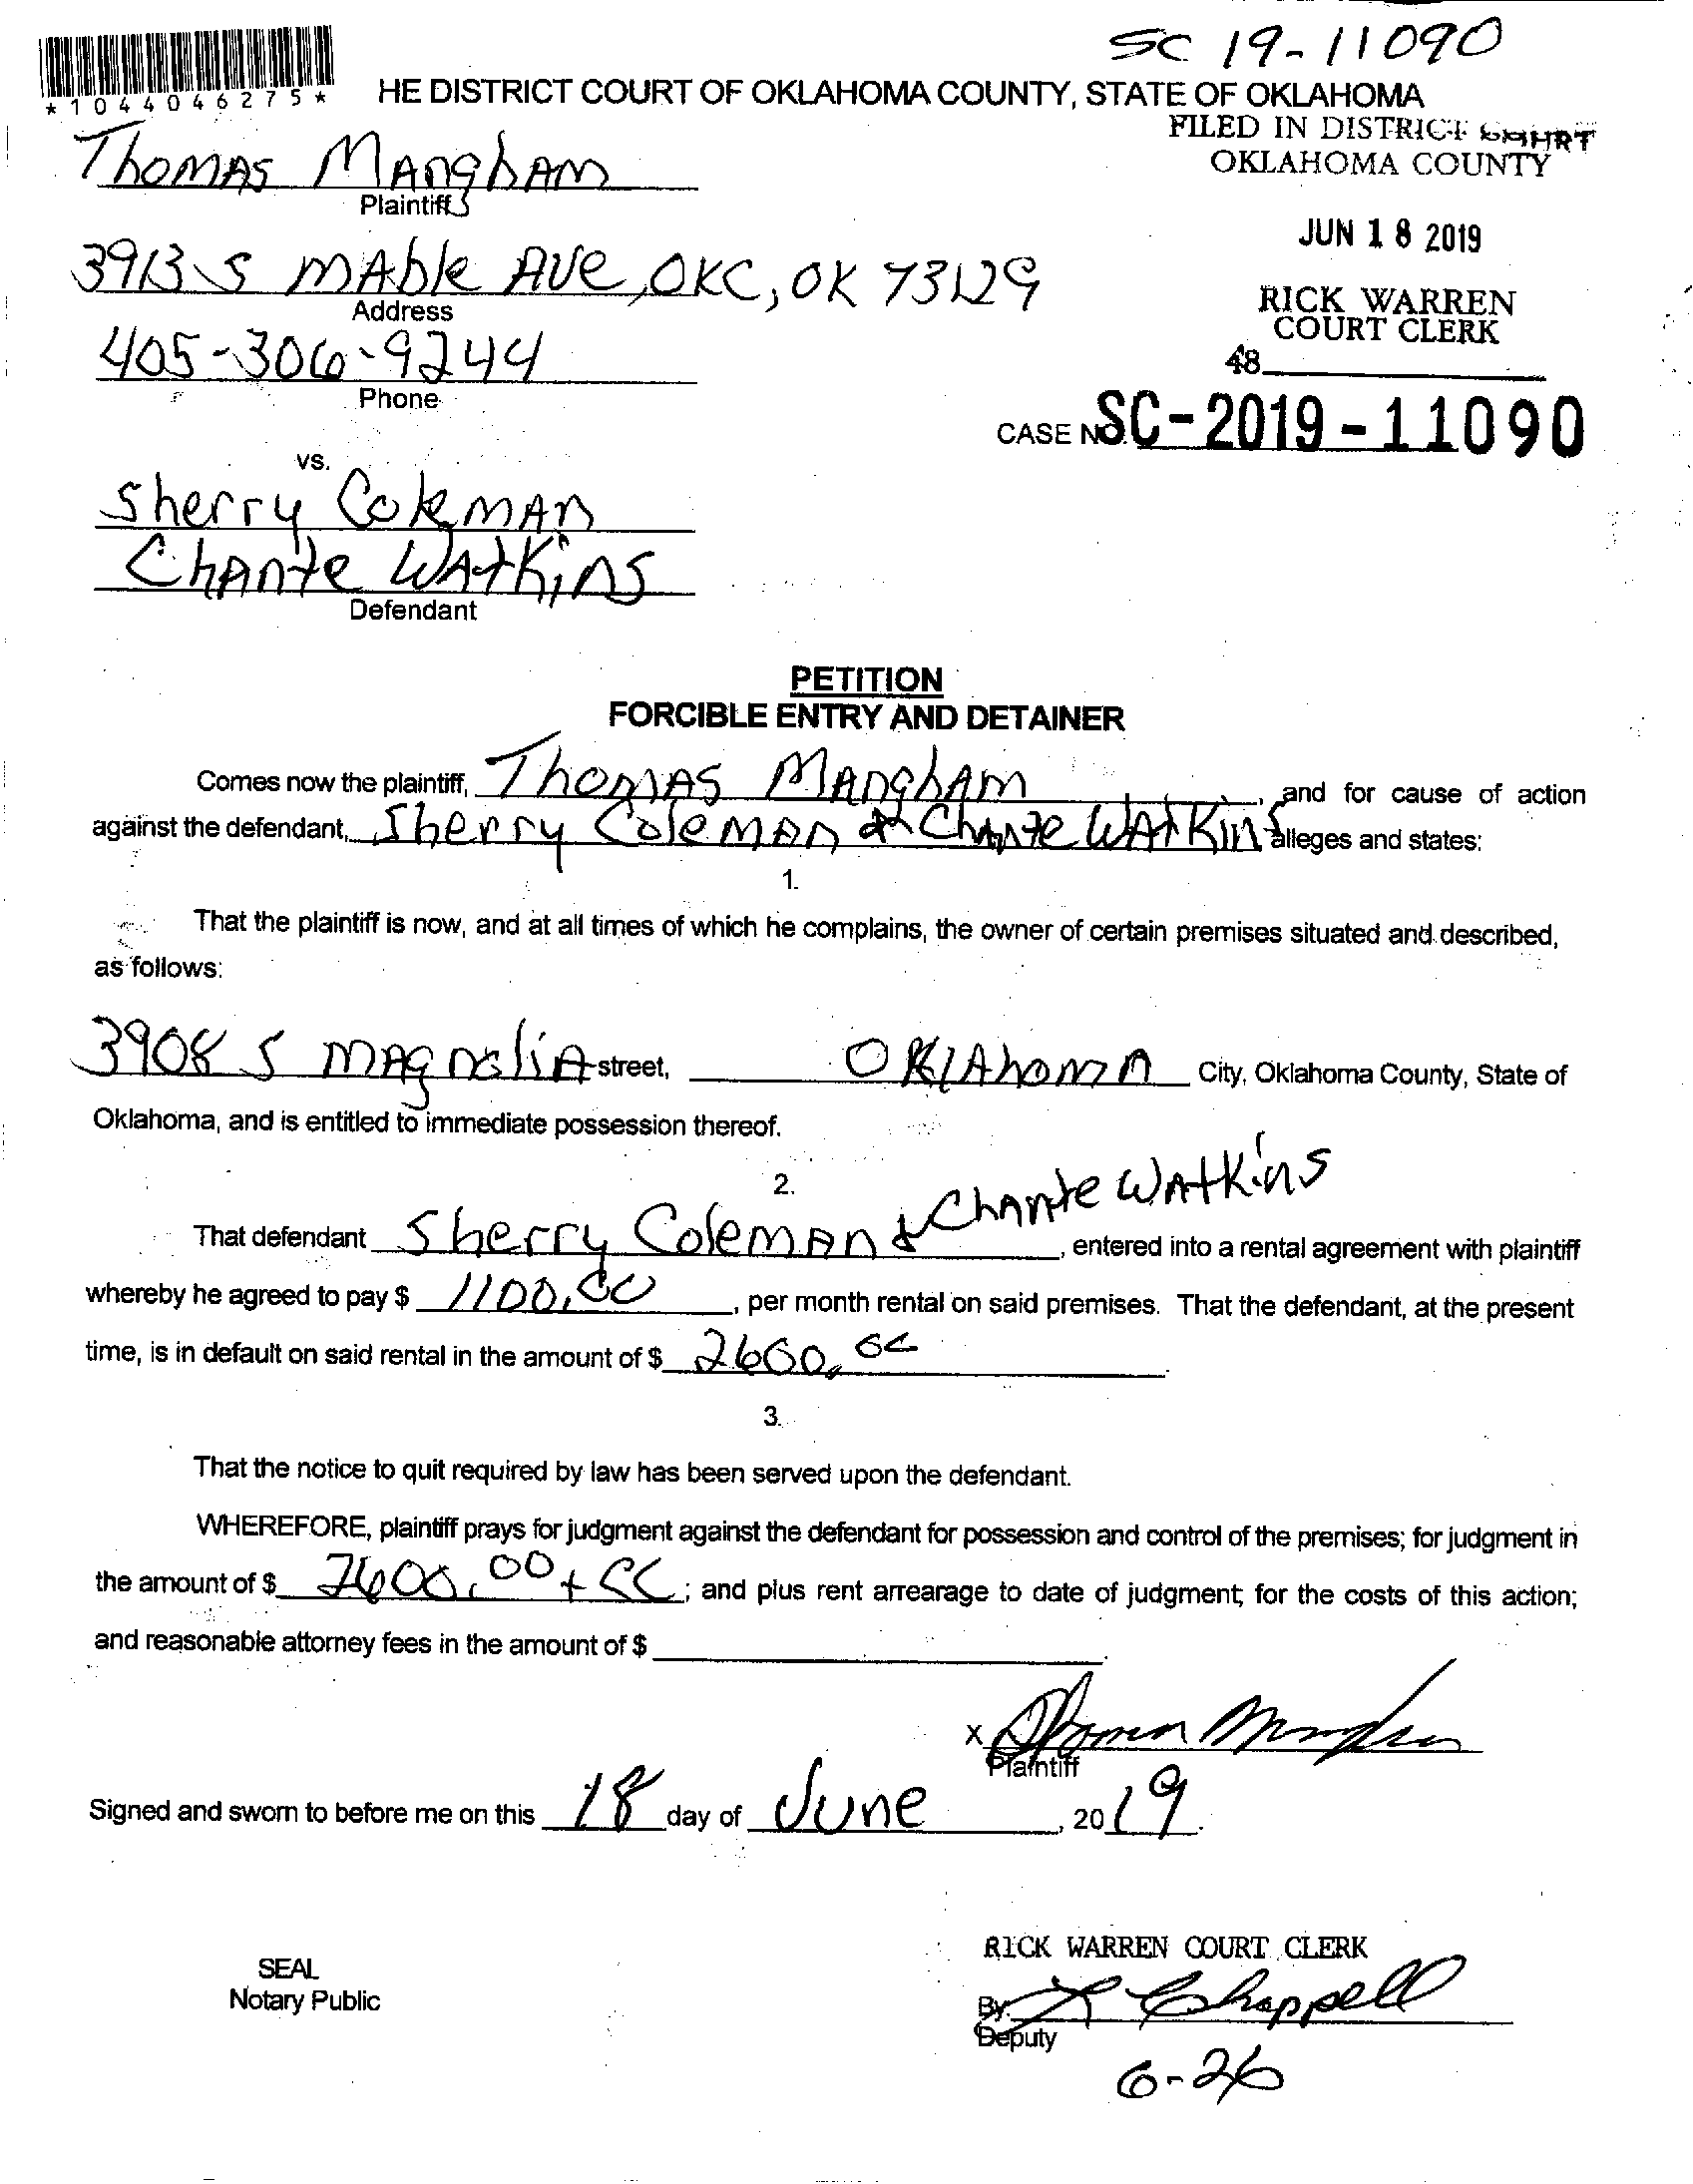 SC 19-11090
*1044046275*
HE DISTRICT COURT OF OKLAHOMA COUNTY, STATE OF OKLAHOMA
FILED IN DISTRICT COURT
OKLAHOMA COUNTY
Thomas Mangham
Plaintiff
JUN 18 2019
3913 S Mable Ave, OKC, OK 73129
Address
RICK WARREN
COURT CLERK
405-306-9244
Phone
48
CASE NO. SC-2019-11090
vs.
Sherry Coleman
Chante Watkins
Defendant
PETITION
FORCIBLE ENTRY AND DETAINER
Comes now the plaintiff, Thomas Mangham, and for cause of action
against the defendant, Sherry Coleman & Chante Watkins alleges and states:
1.
That the plaintiff is now, and at all times of which he complains, the owner of certain premises situated and described,
as follows:
3908 S Magnolia street, Oklahoma City, Oklahoma County, State of
Oklahoma, and is entitled to immediate possession thereof.
2.
That defendant Sherry Coleman & Chante Watkins, entered into a rental agreement with plaintiff
whereby he agreed to pay $ 1100.00, per month rental on said premises. That the defendant, at the present
time, is in default on said rental in the amount of $ 2600.00
3.
That the notice to quit required by law has been served upon the defendant.
WHEREFORE, plaintiff prays for judgment against the defendant for possession and control of the premises; for judgment in
the amount of $ 2600.00 + CC; and plus rent arrearage to date of judgment; for the costs of this action;
and reasonable attorney fees in the amount of $
X Thomas Mangham
Plaintiff
Signed and sworn to before me on this 18 day of June, 2019.
RICK WARREN COURT CLERK
SEAL
Notary Public
By: Chappell
Deputy
6-26